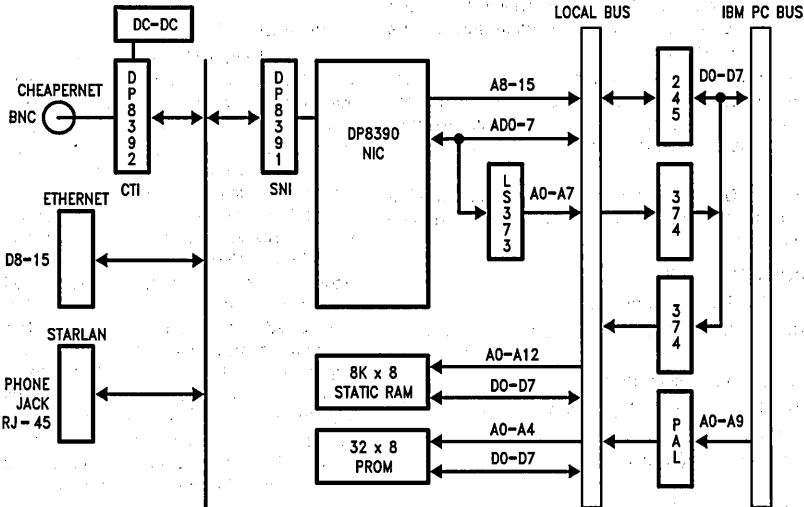 LOCAL BUS
IBM PC BUS
DC-DC
CHEAPERNET
BNC
DP8392
CTI
DP8391
SNI
DP8390
NIC
A8-15
AD0-7
LS373
A0-A7
245
D0-D7
374
374
ETHERNET
D8-15
STARLAN
PHONE
JACK
RJ-45
8K x 8
STATIC RAM
A0-A12
D0-D7
32 x 8
PROM
A0-A4
D0-D7
PAL
A0-A9